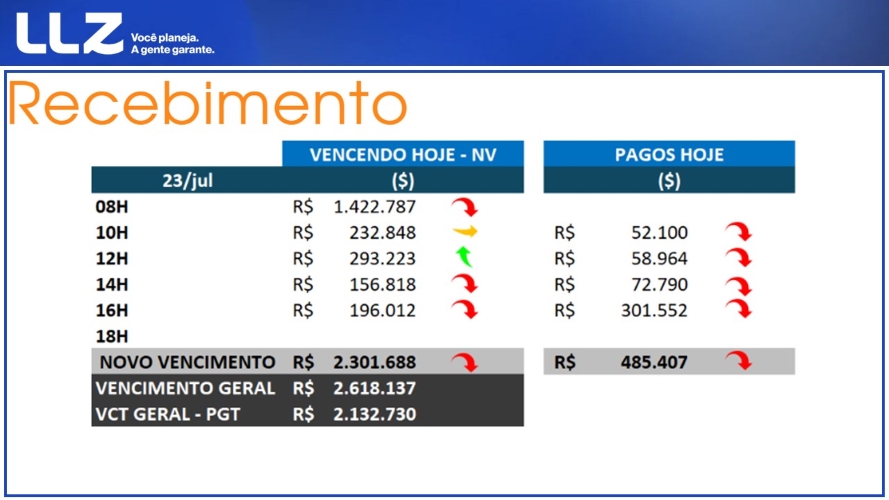 LLZ Você planeja.
A gente garante.
Recebimento
VENCENDO HOJE - NV PAGOS HOJE
23/jul ($) ($)
08H R$ 1.422.787
10H R$ 232.848 R$ 52.100
12H R$ 293.223 R$ 58.964
14H R$ 156.818 R$ 72.790
16H R$ 196.012 R$ 301.552
18H
NOVO VENCIMENTO R$ 2.301.688 R$ 485.407
VENCIMENTO GERAL R$ 2.618.137
VCT GERAL - PGT R$ 2.132.730